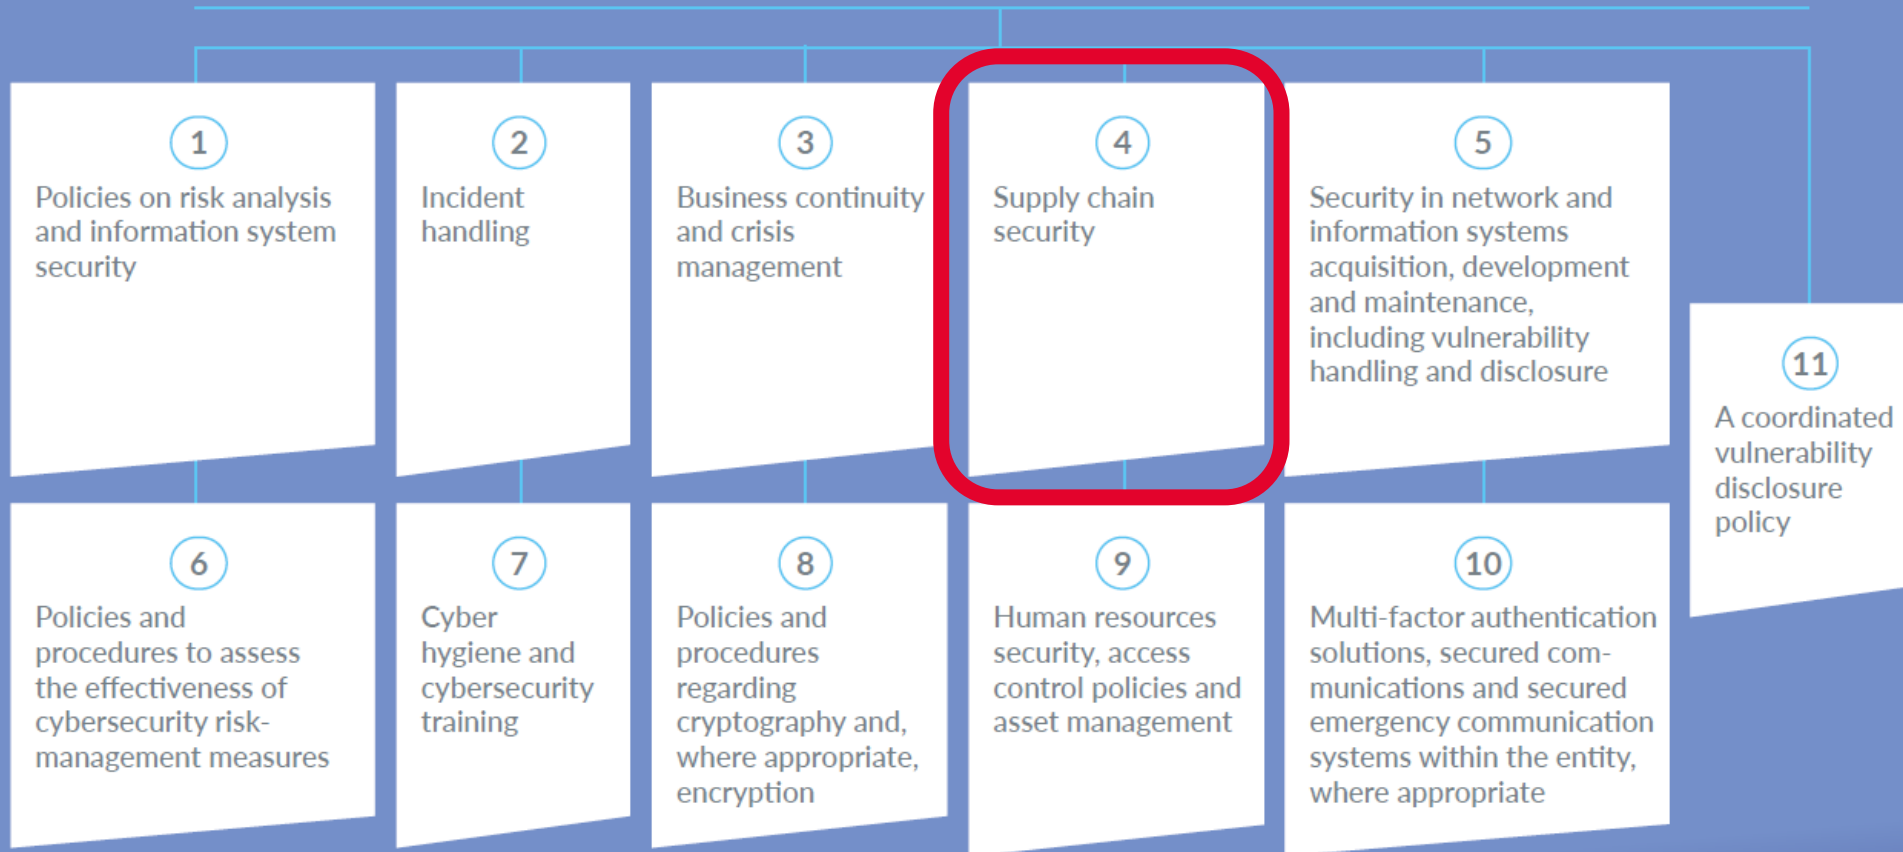 1
Policies on risk analysis
and information system
security
2
Incident
handling
3
Business continuity
and crisis
management
4
Supply chain
security
5
Security in network and
information systems
acquisition, development
and maintenance,
including vulnerability
handling and disclosure
6
Policies and
procedures to assess
the effectiveness of
cybersecurity risk-
management measures
7
Cyber
hygiene and
cybersecurity
training
8
Policies and
procedures
regarding
cryptography and,
where appropriate,
encryption
9
Human resources
security, access
control policies and
asset management
10
Multi-factor authentication
solutions, secured com-
munications and secured
emergency communication
systems within the entity,
where appropriate
11
A coordinated
vulnerability
disclosure
policy